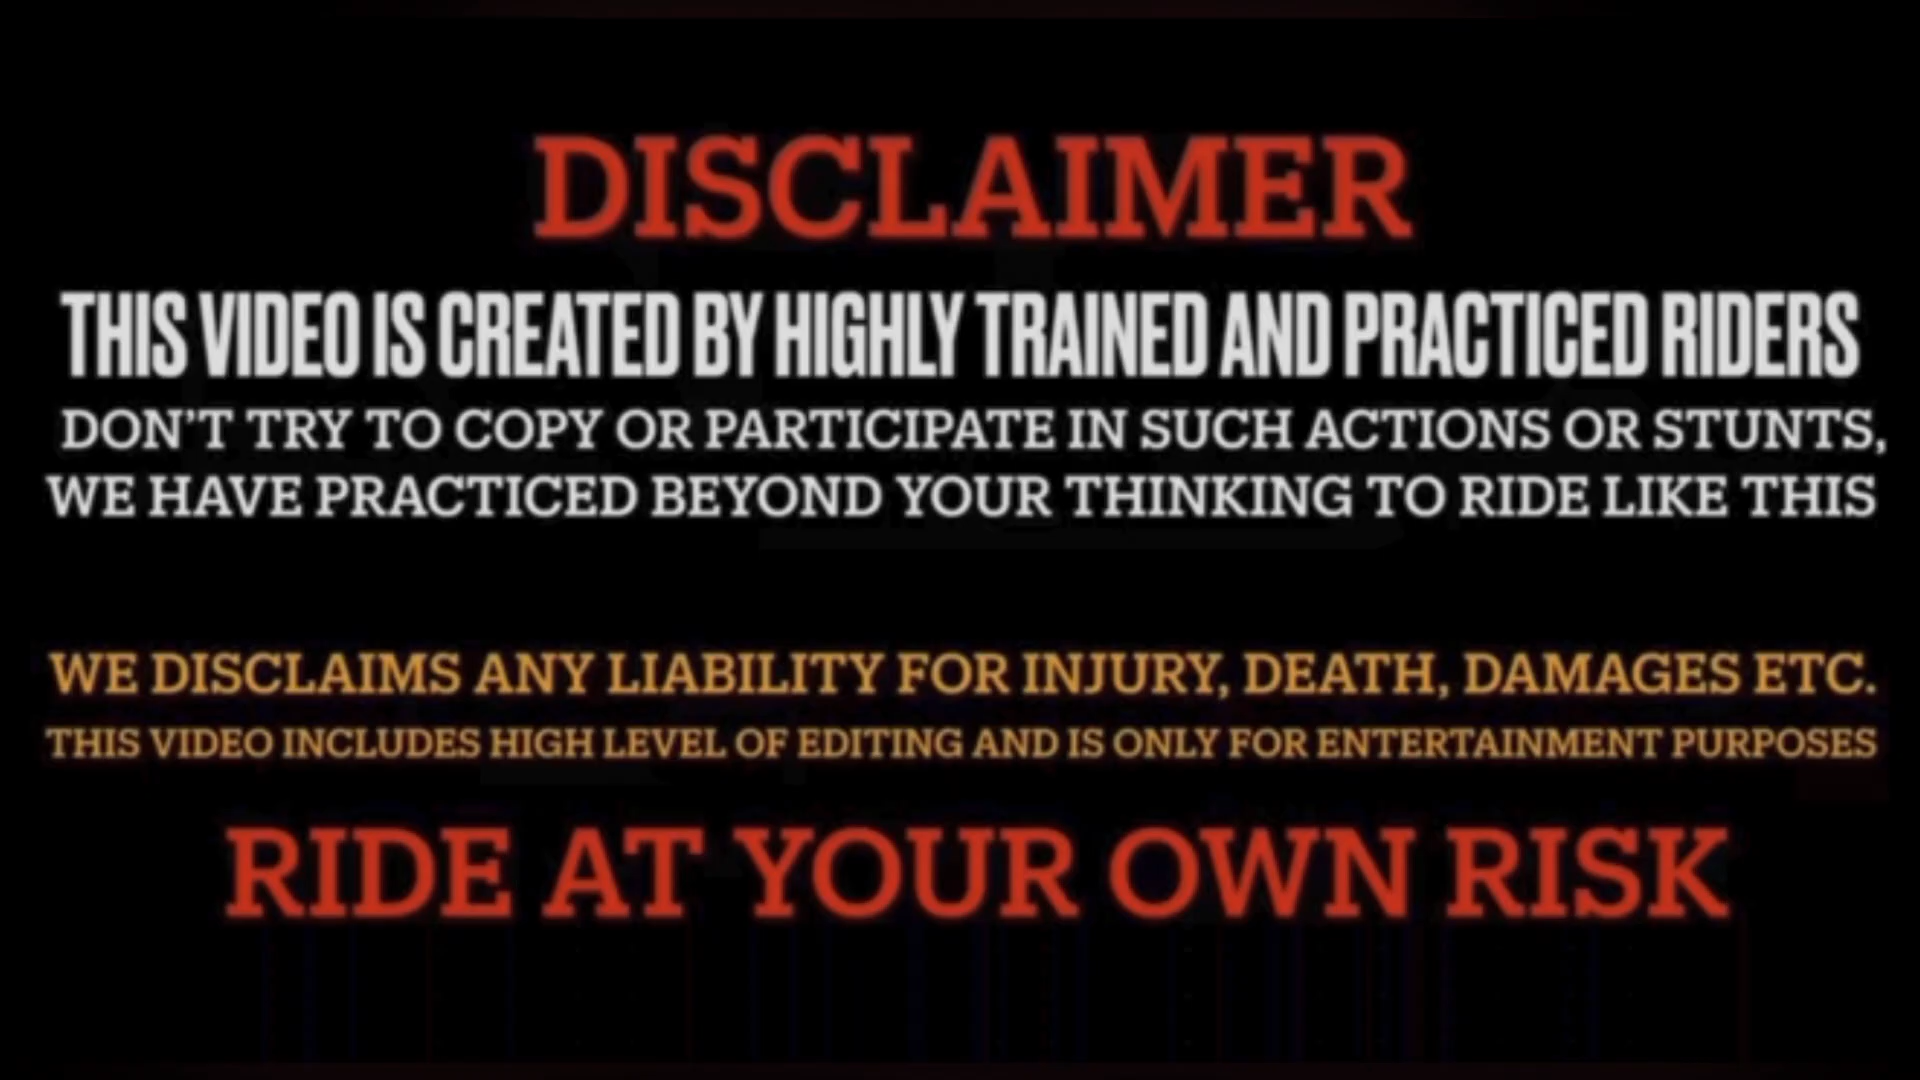 DISCLAIMER
THIS VIDEO IS CREATED BY HIGHLY TRAINED AND PRACTICED RIDERS
DON'T TRY TO COPY OR PARTICIPATE IN SUCH ACTIONS OR STUNTS,
WE HAVE PRACTICED BEYOND YOUR THINKING TO RIDE LIKE THIS
WE DISCLAIMS ANY LIABILITY FOR INJURY, DEATH, DAMAGES ETC.
THIS VIDEO INCLUDES HIGH LEVEL OF EDITING AND IS ONLY FOR ENTERTAINMENT PURPOSES
RIDE AT YOUR OWN RISK